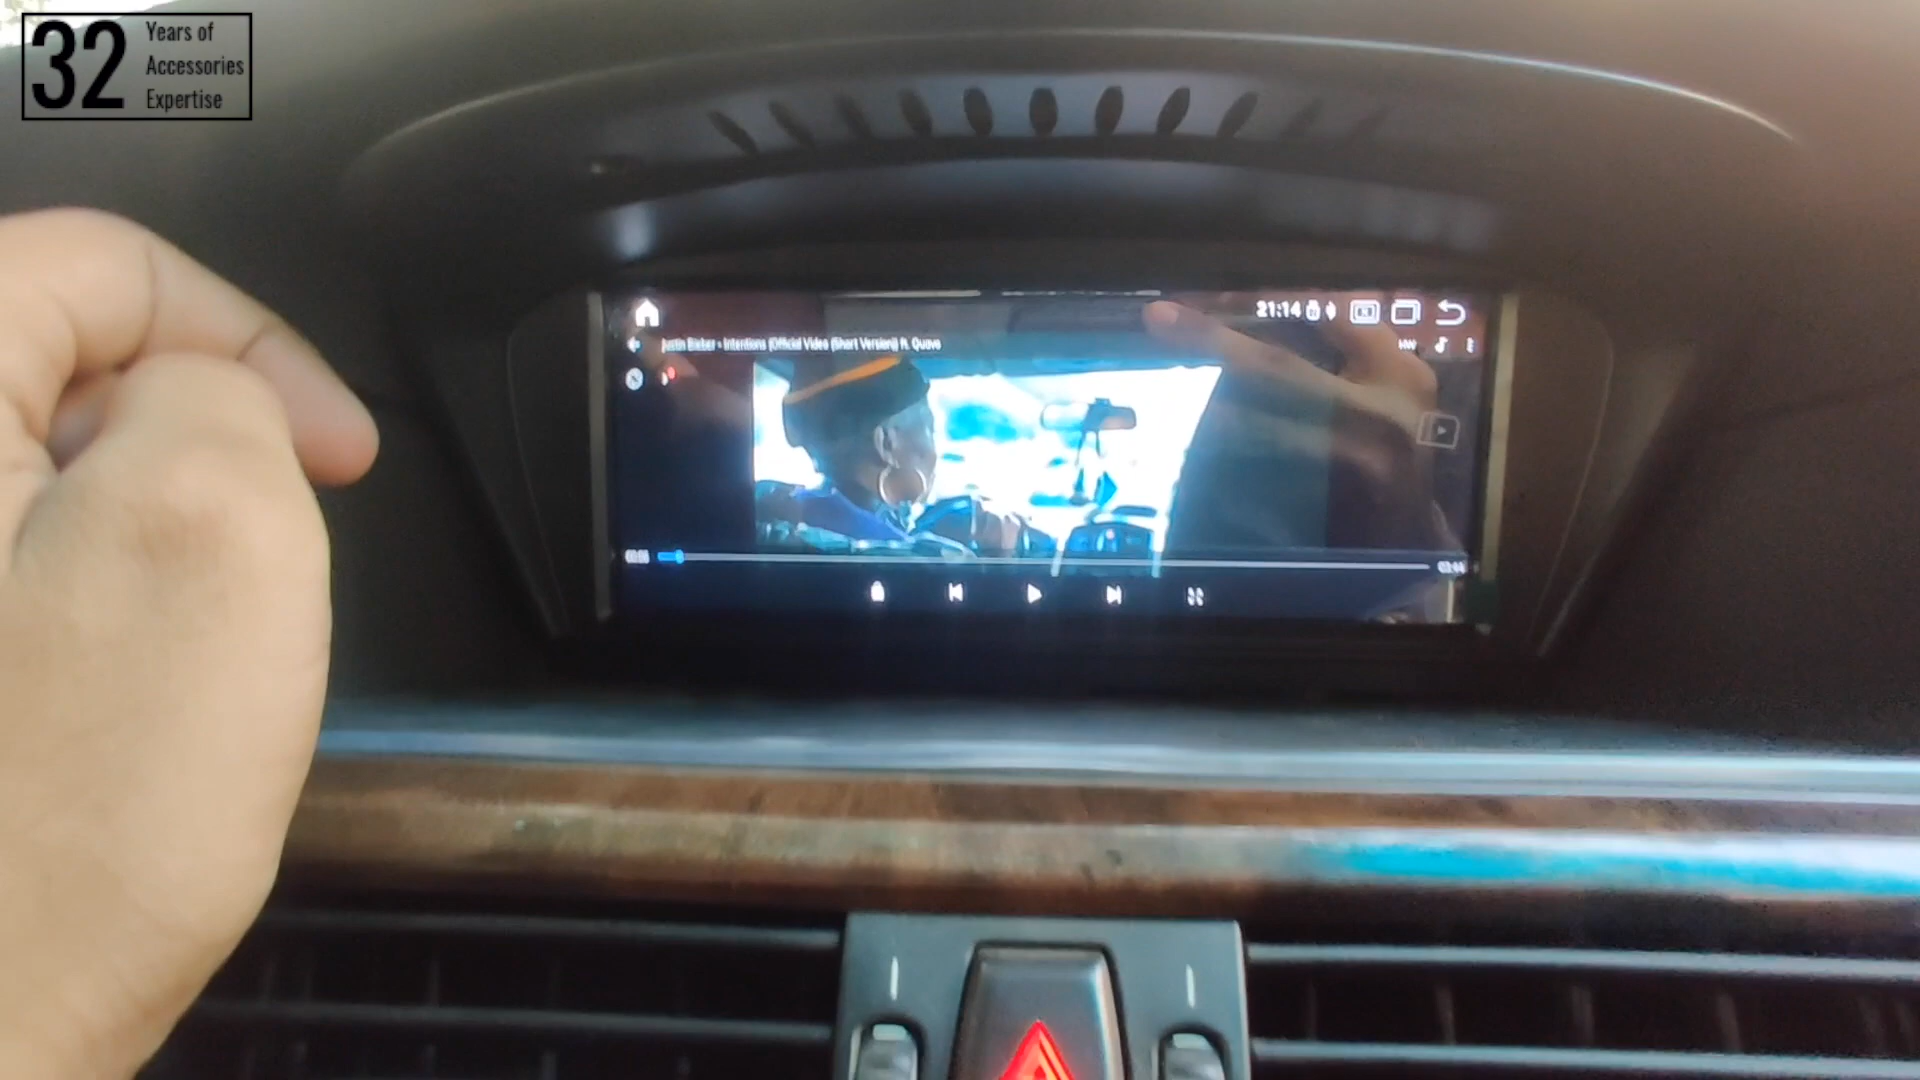 32
Years of
Accessories
Expertise
21:14
Justin Bieber - Intentions (Official Video (Short Version)) ft. Quavo